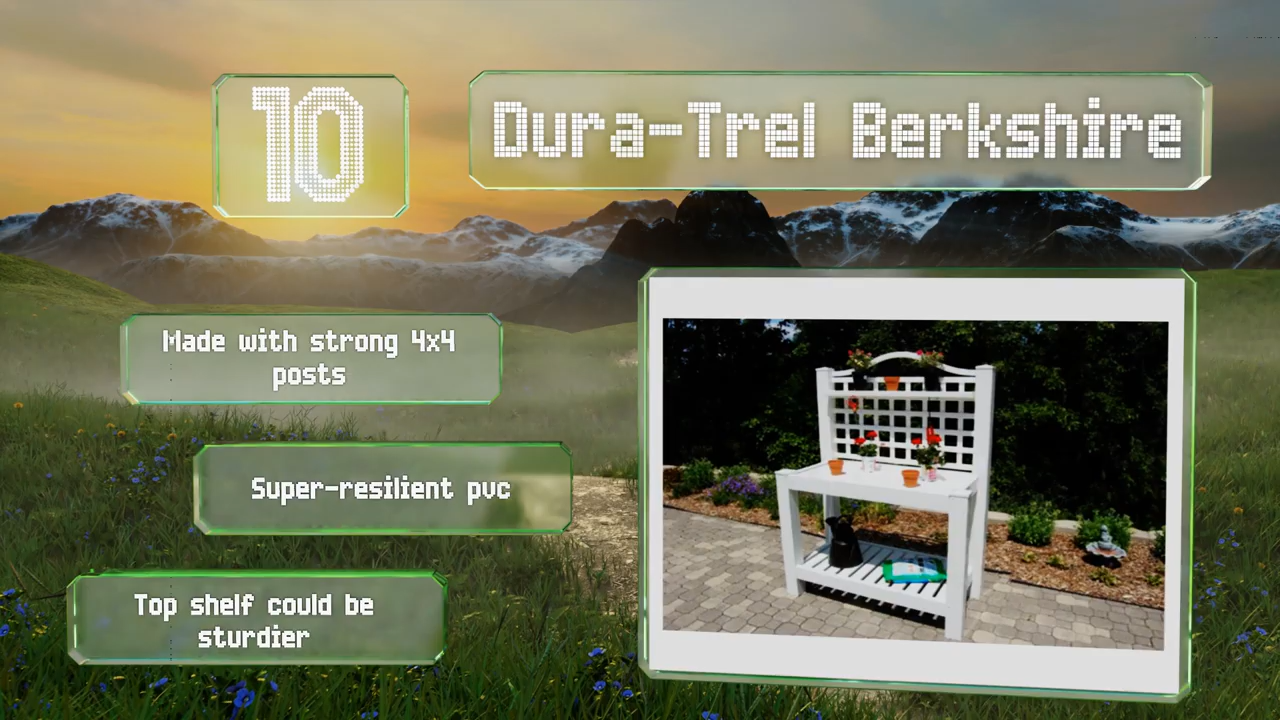 10
Dura-Trel Berkshire
Made with strong 4x4
posts
Super-resilient pvc
Top shelf could be
sturdier